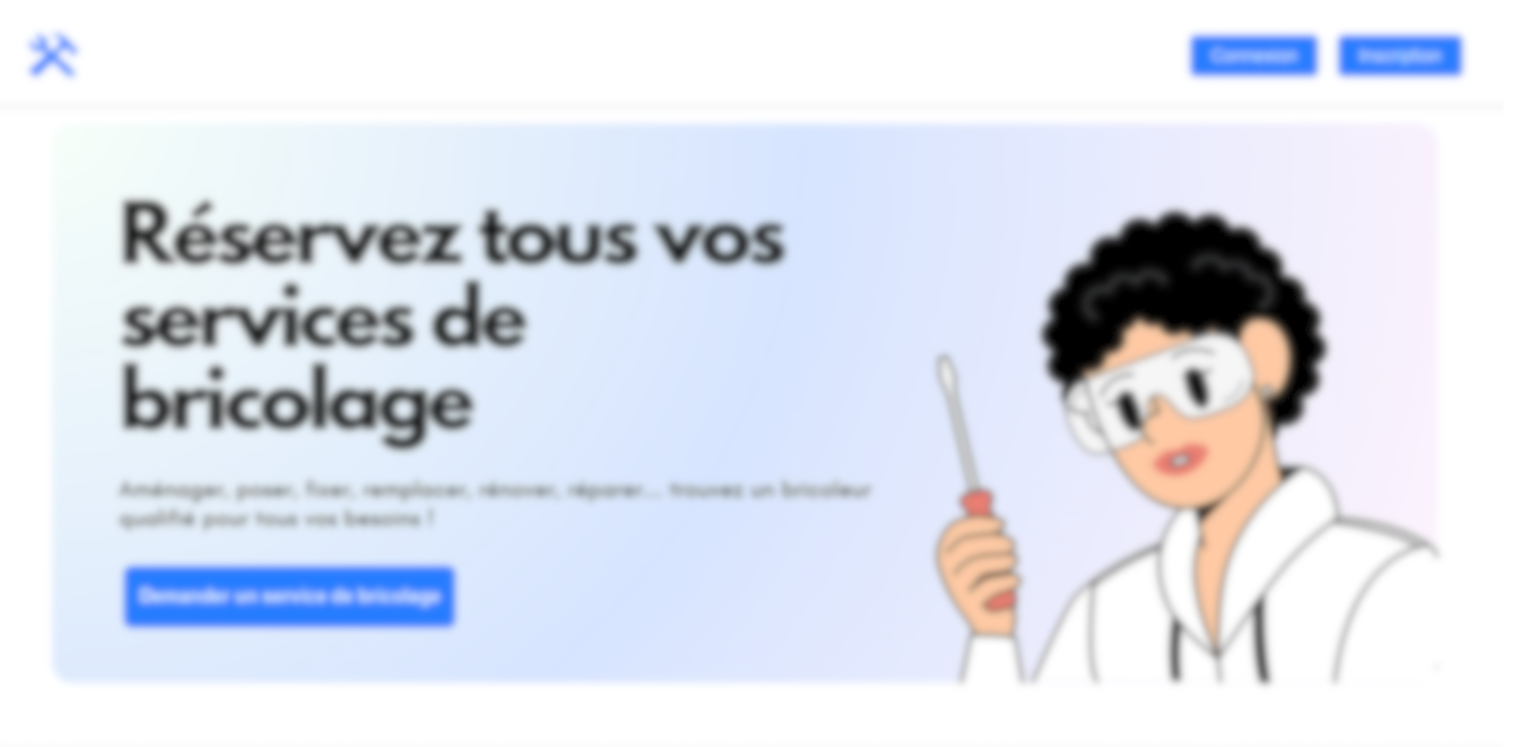 Connexion Inscription
Réservez tous vos
services de
bricolage
Aménager, poser, fixer, remplacer, rénover, réparer... trouvez un bricoleur
qualifié pour tous vos besoins !
Demander un service de bricolage